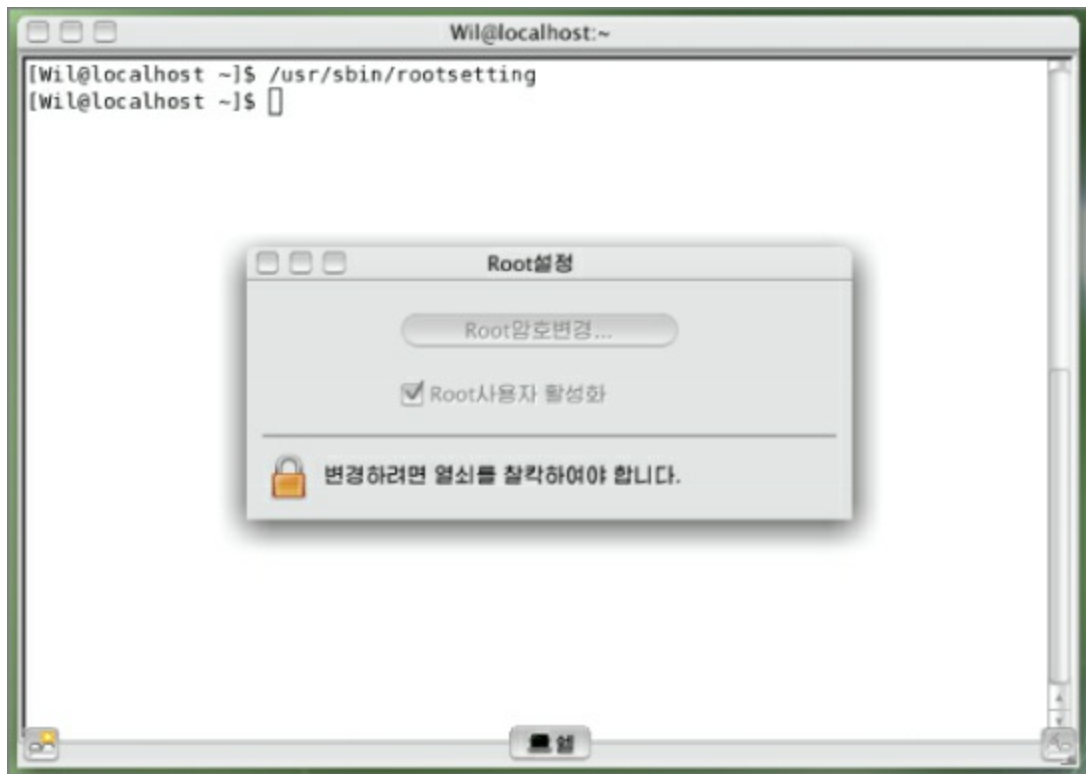 Wil@localhost:~
[Wil@localhost ~]$ /usr/sbin/rootsetting
[Wil@localhost ~]$
Root설정
Root암호변경...
Root사용자 활성화
변경하려면 열쇠를 찰칵하여야 합니다.
쉘